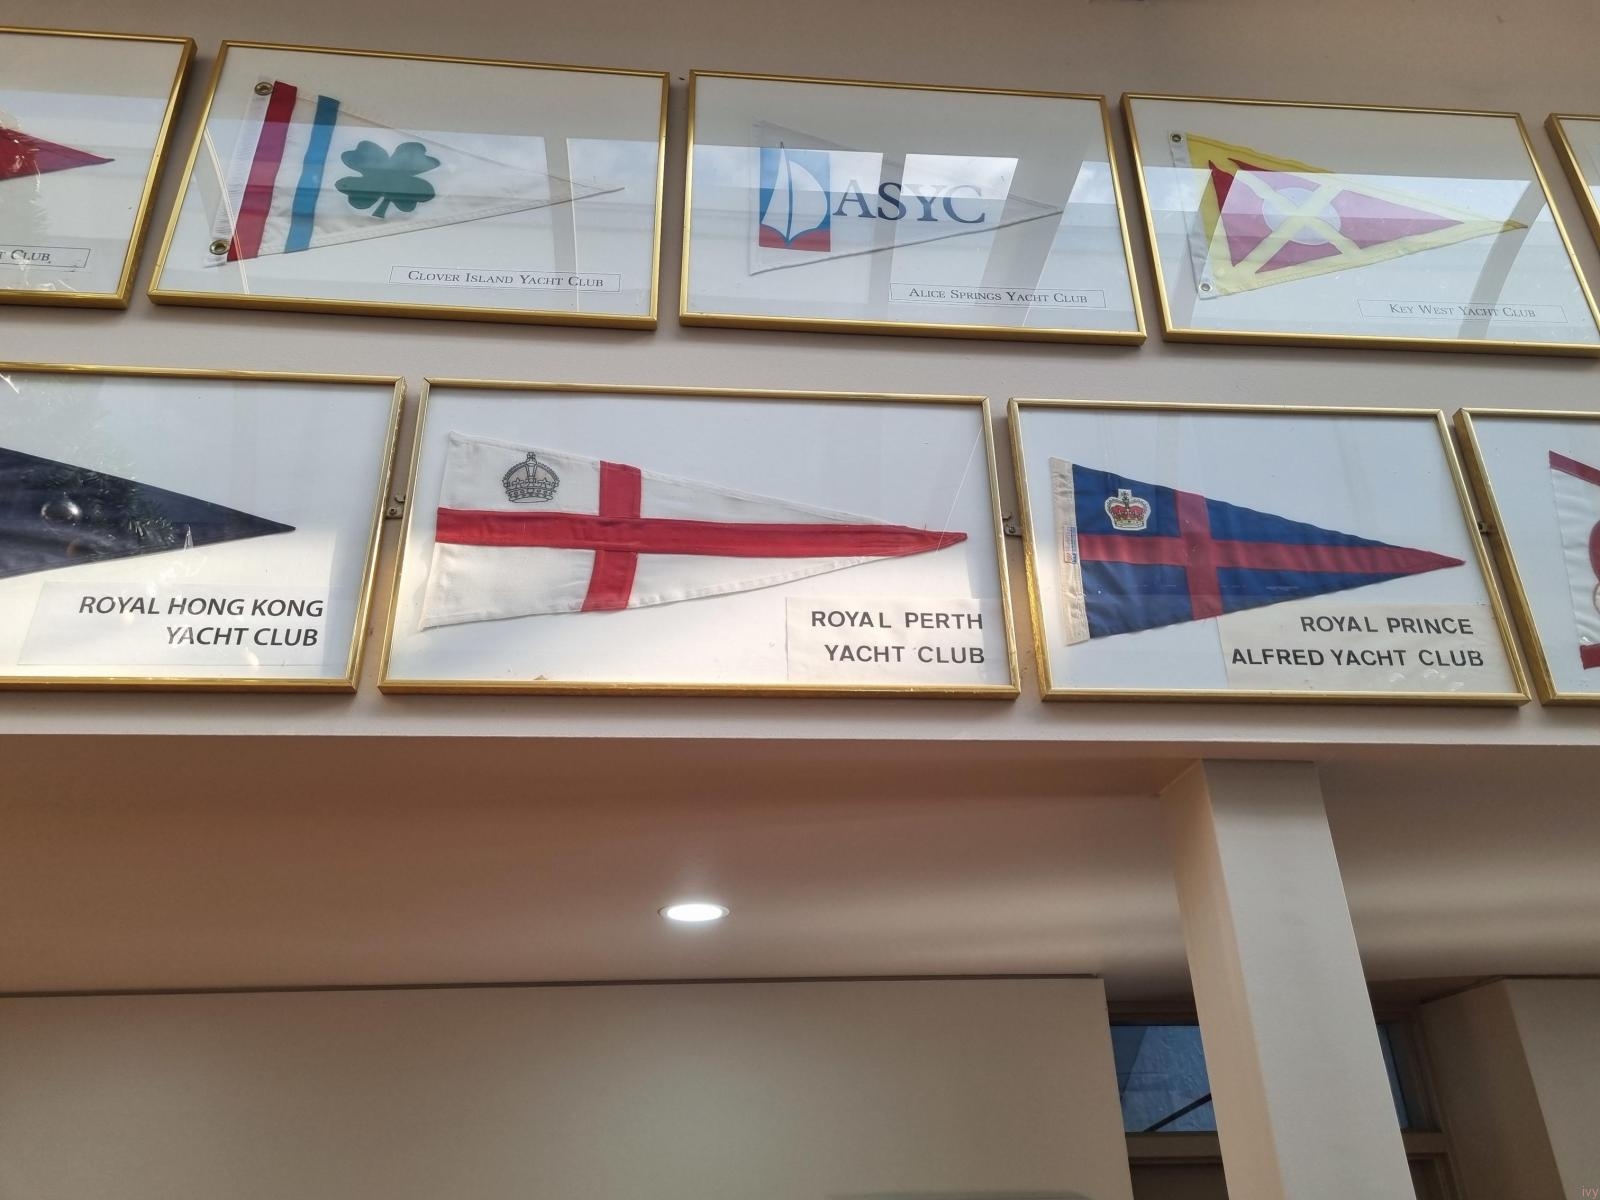 T CLUB
CLOVER ISLAND YACHT CLUB
ASYC
ALICE SPRINGS YACHT CLUB
KEY WEST YACHT CLUB
ROYAL HONG KONG
YACHT CLUB
ROYAL PERTH
YACHT CLUB
ROYAL PRINCE
ALFRED YACHT CLUB
ivy